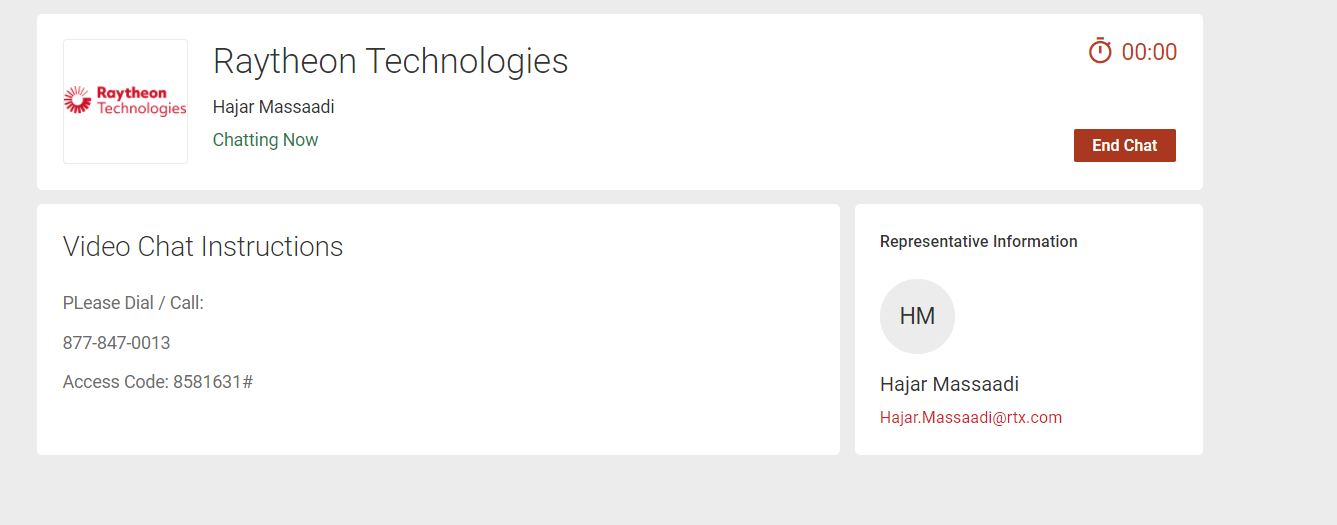 Raytheon
Technologies
Raytheon Technologies
Hajar Massaadi
Chatting Now
00:00
End Chat
Video Chat Instructions
PLease Dial / Call:
877-847-0013
Access Code: 8581631#
Representative Information
HM
Hajar Massaadi
Hajar.Massaadi@rtx.com